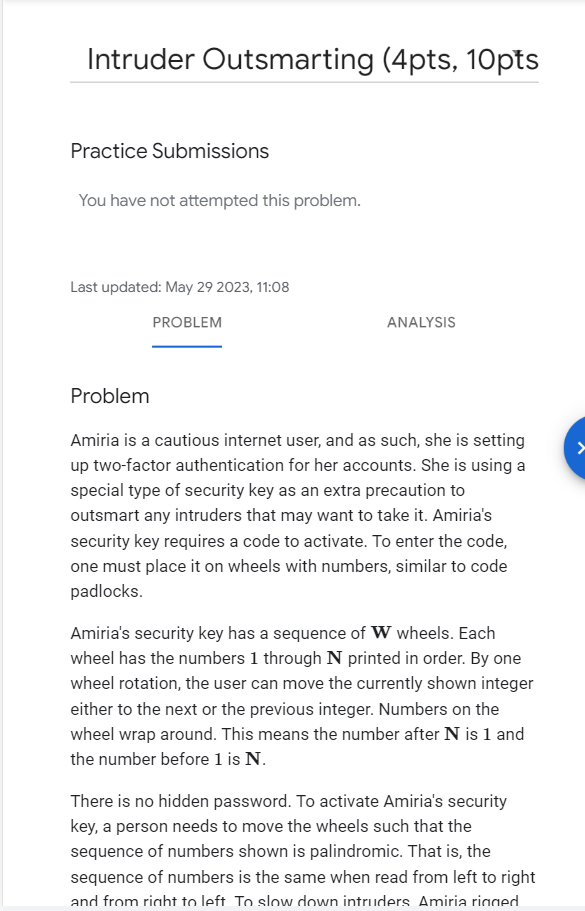 Intruder Outsmarting (4pts, 10pts
Practice Submissions
You have not attempted this problem.
Last updated: May 29 2023, 11:08
PROBLEM ANALYSIS
Problem
Amiria is a cautious internet user, and as such, she is setting
up two-factor authentication for her accounts. She is using a
special type of security key as an extra precaution to
outsmart any intruders that may want to take it. Amiria's
security key requires a code to activate. To enter the code,
one must place it on wheels with numbers, similar to code
padlocks.
Amiria's security key has a sequence of W wheels. Each
wheel has the numbers 1 through N printed in order. By one
wheel rotation, the user can move the currently shown integer
either to the next or the previous integer. Numbers on the
wheel wrap around. This means the number after N is 1 and
the number before 1 is N.
There is no hidden password. To activate Amiria's security
key, a person needs to move the wheels such that the
sequence of numbers shown is palindromic. That is, the
sequence of numbers is the same when read from left to right
and from right to left. To slow down intruders, Amiria rigged